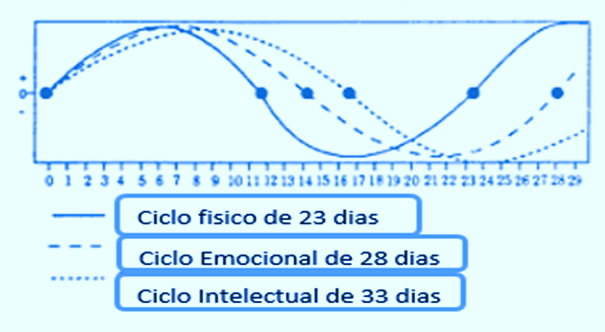 +
0
-
0 1 2 3 4 5 6 7 8 9 10 11 12 13 14 15 16 17 18 19 20 21 22 23 24 25 26 27 28 29
Ciclo fisico de 23 dias
Ciclo Emocional de 28 dias
Ciclo Intelectual de 33 dias